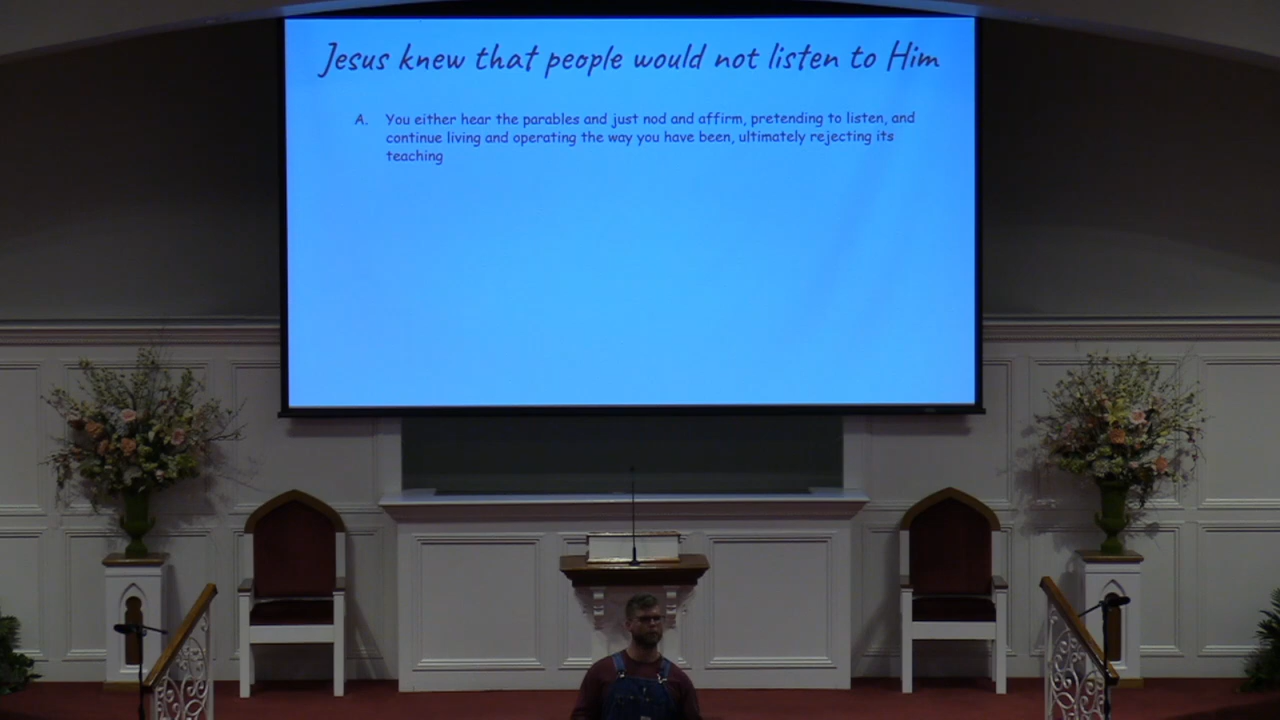 Jesus knew that people would not listen to Him
A. You either hear the parables and just nod and affirm, pretending to listen, and
continue living and operating the way you have been, ultimately rejecting its
teaching